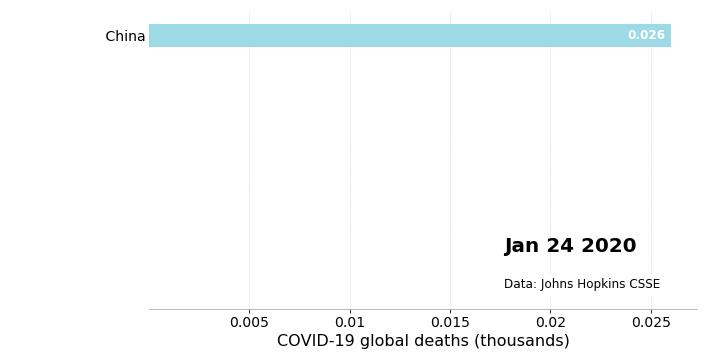 China
0.026
Jan 24 2020
Data: Johns Hopkins CSSE
0.005 0.01 0.015 0.02 0.025
COVID-19 global deaths (thousands)